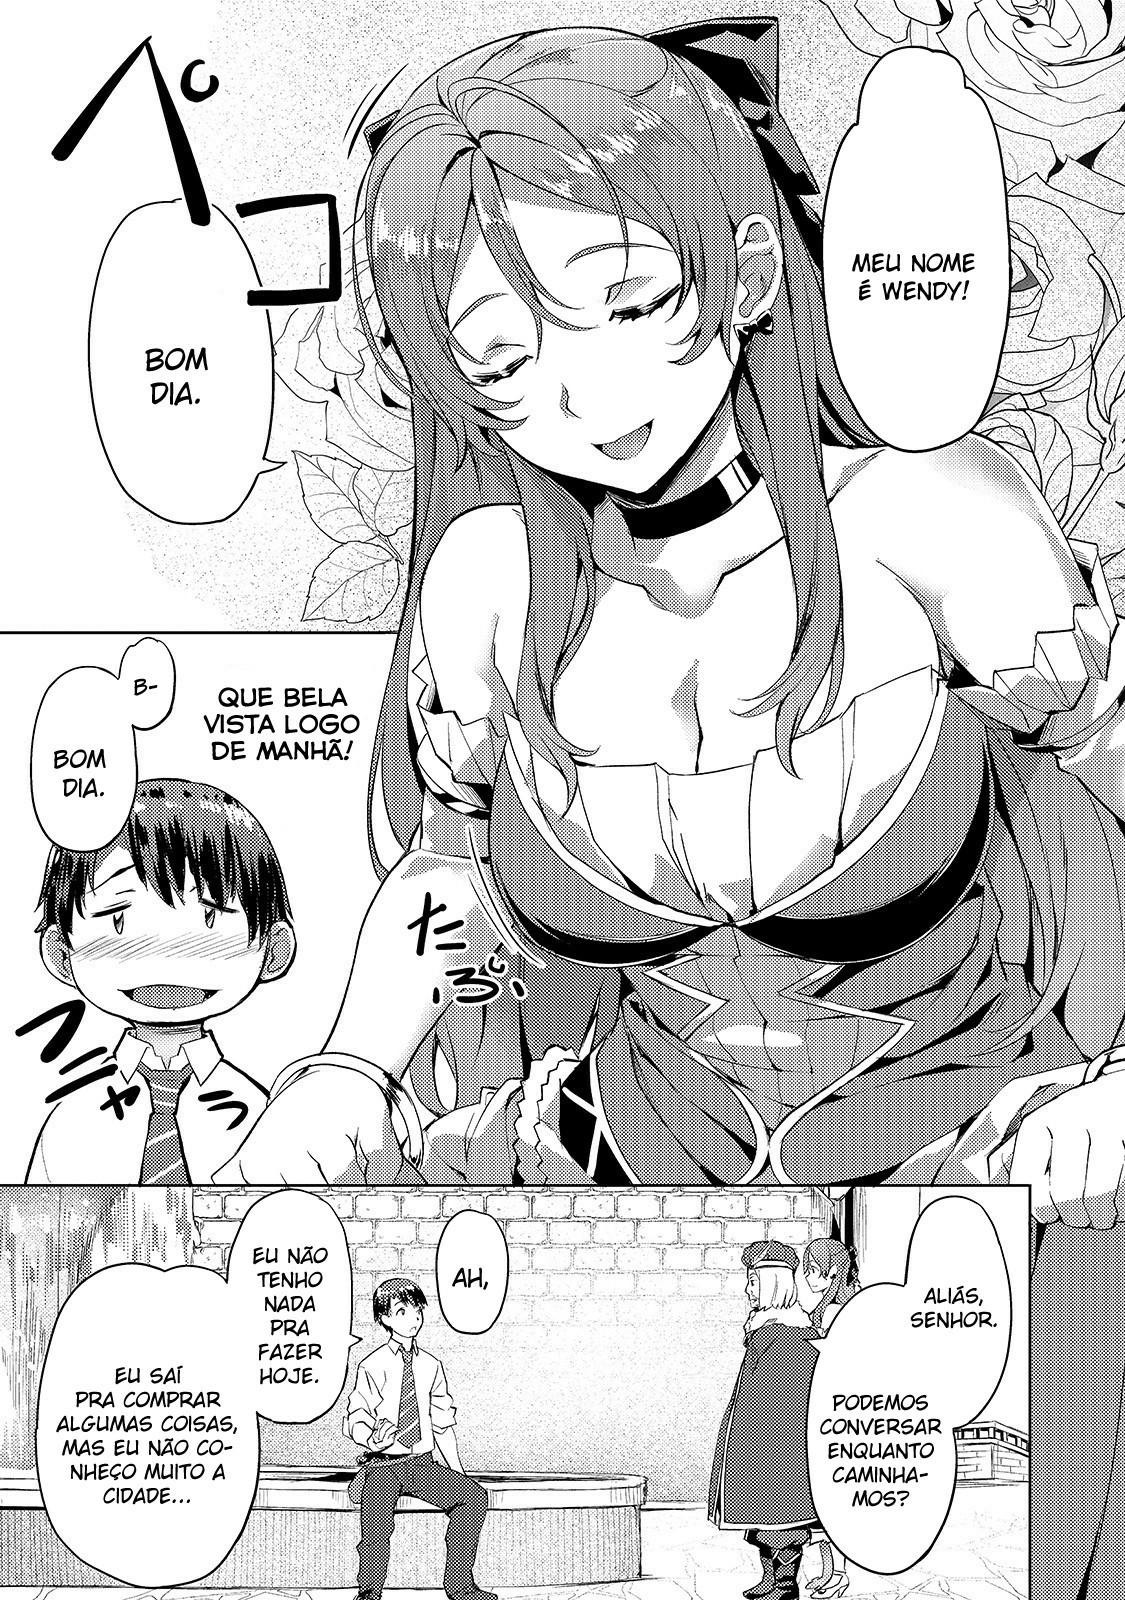 MEU NOME
É WENDY!
ペコ
BOM
DIA.
たぷ
QUE BELA
VISTA LOGO
DE MANHÃ!
B-
BOM
DIA.
フニャラ
ALIÁS,
SENHOR.
PODEMOS
CONVERSAR
ENQUANTO
CAMINHA-
MOS?
AH,
EU NÃO
TENHO
NADA
PRA
FAZER
HOJE.
EU SAÍ
PRA COMPRAR
ALGUMAS COISAS,
MAS EU NÃO CO-
NHEÇO MUITO A
CIDADE...